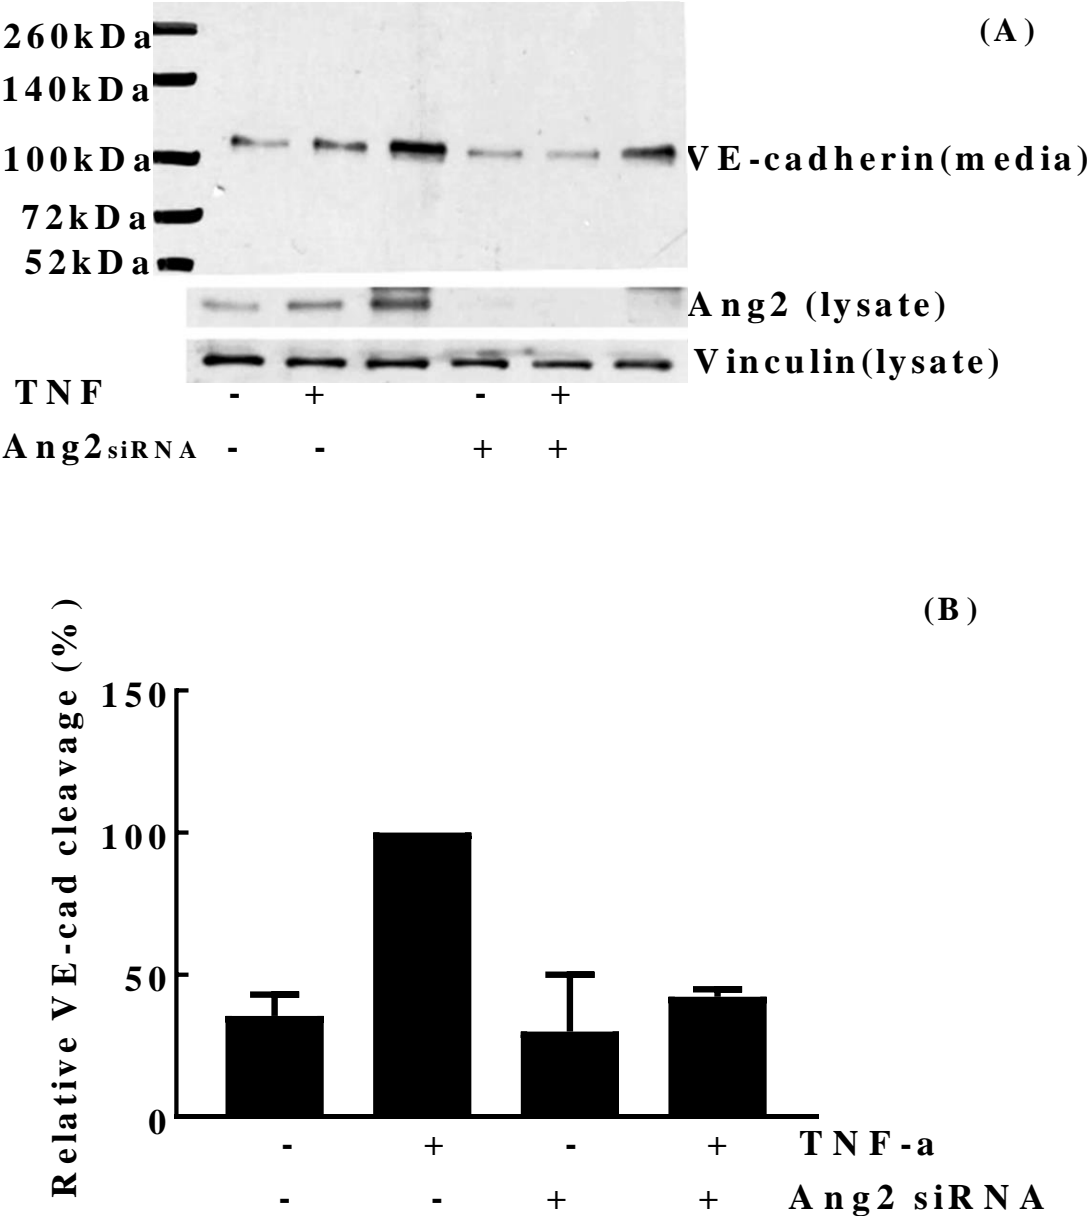 (A)
260kDa
140kDa
100kDa VE-cadherin(media)
72kDa
52kDa
Ang2 (lysate)
Vinculin(lysate)
TNF - + - +
Ang2siRNA - - + +
(B)
Relative VE-cad cleavage (%)
150
100
50
0
- + - + TNF-a
- - + + Ang2 siRNA